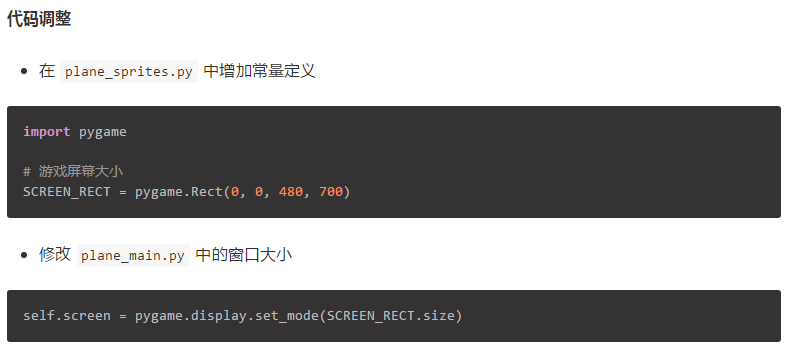 代码调整
在 plane_sprites.py 中增加常量定义
import pygame
# 游戏屏幕大小
SCREEN_RECT = pygame.Rect(0, 0, 480, 700)
修改 plane_main.py 中的窗口大小
self.screen = pygame.display.set_mode(SCREEN_RECT.size)